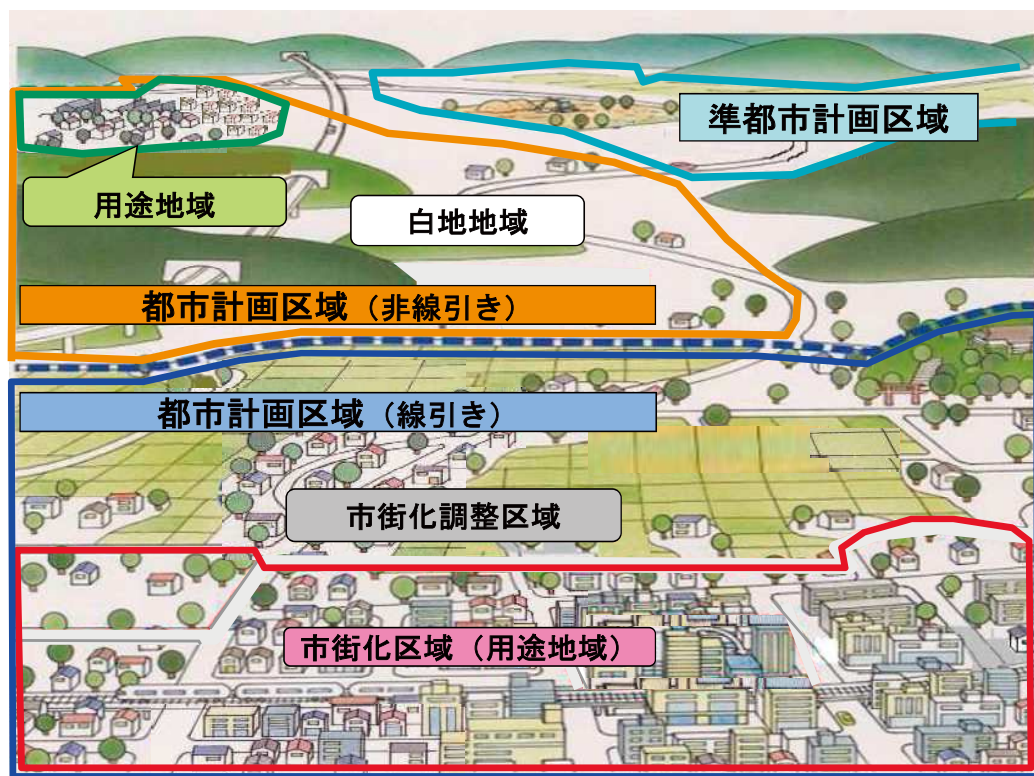 準都市計画区域
用途地域
白地地域
都市計画区域（非線引き）
都市計画区域（線引き）
市街化調整区域
市街化区域（用途地域）